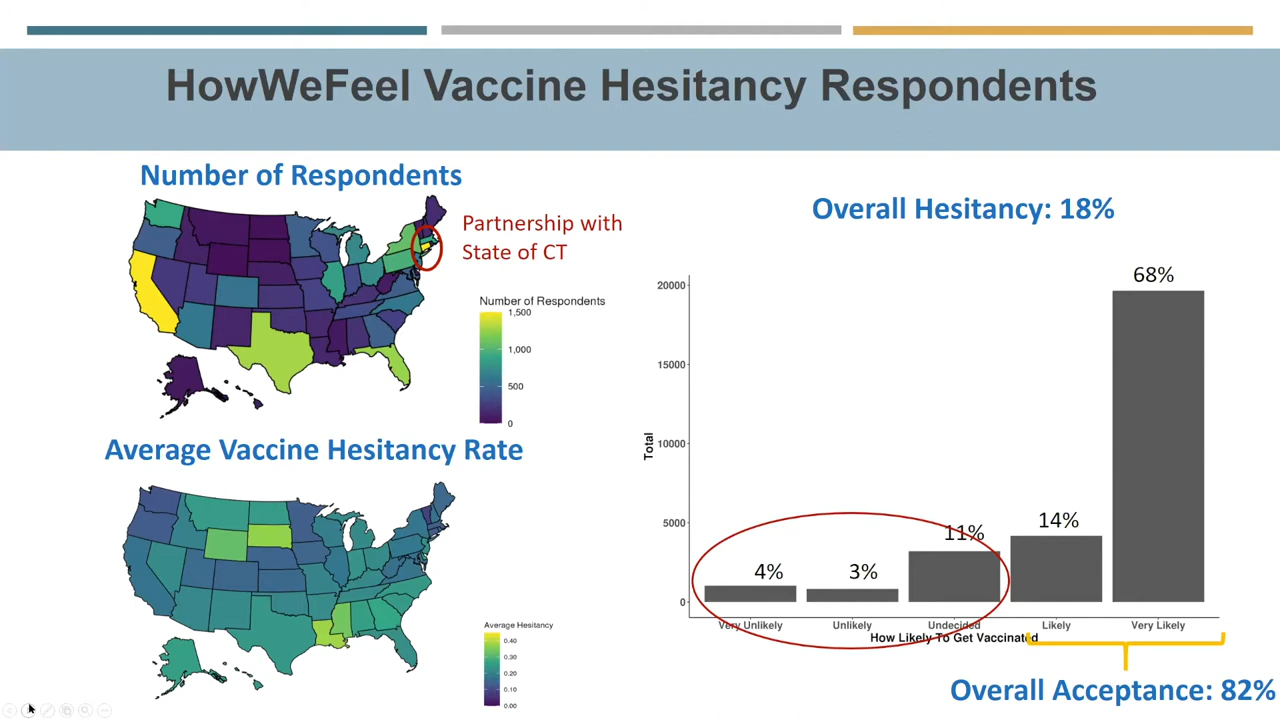 HowWeFeel Vaccine Hesitancy Respondents
Number of Respondents
Partnership with
State of CT
Number of Respondents
1,500
1,000
500
0
Average Vaccine Hesitancy Rate
Average Hesitancy
0.40
0.30
0.20
0.10
0.00
Overall Hesitancy: 18%
Total
20000
15000
10000
5000
0
4%
3%
11%
14%
68%
Very Unlikely
Unlikely
Undecided
Likely
Very Likely
How Likely To Get Vaccinated
Overall Acceptance: 82%